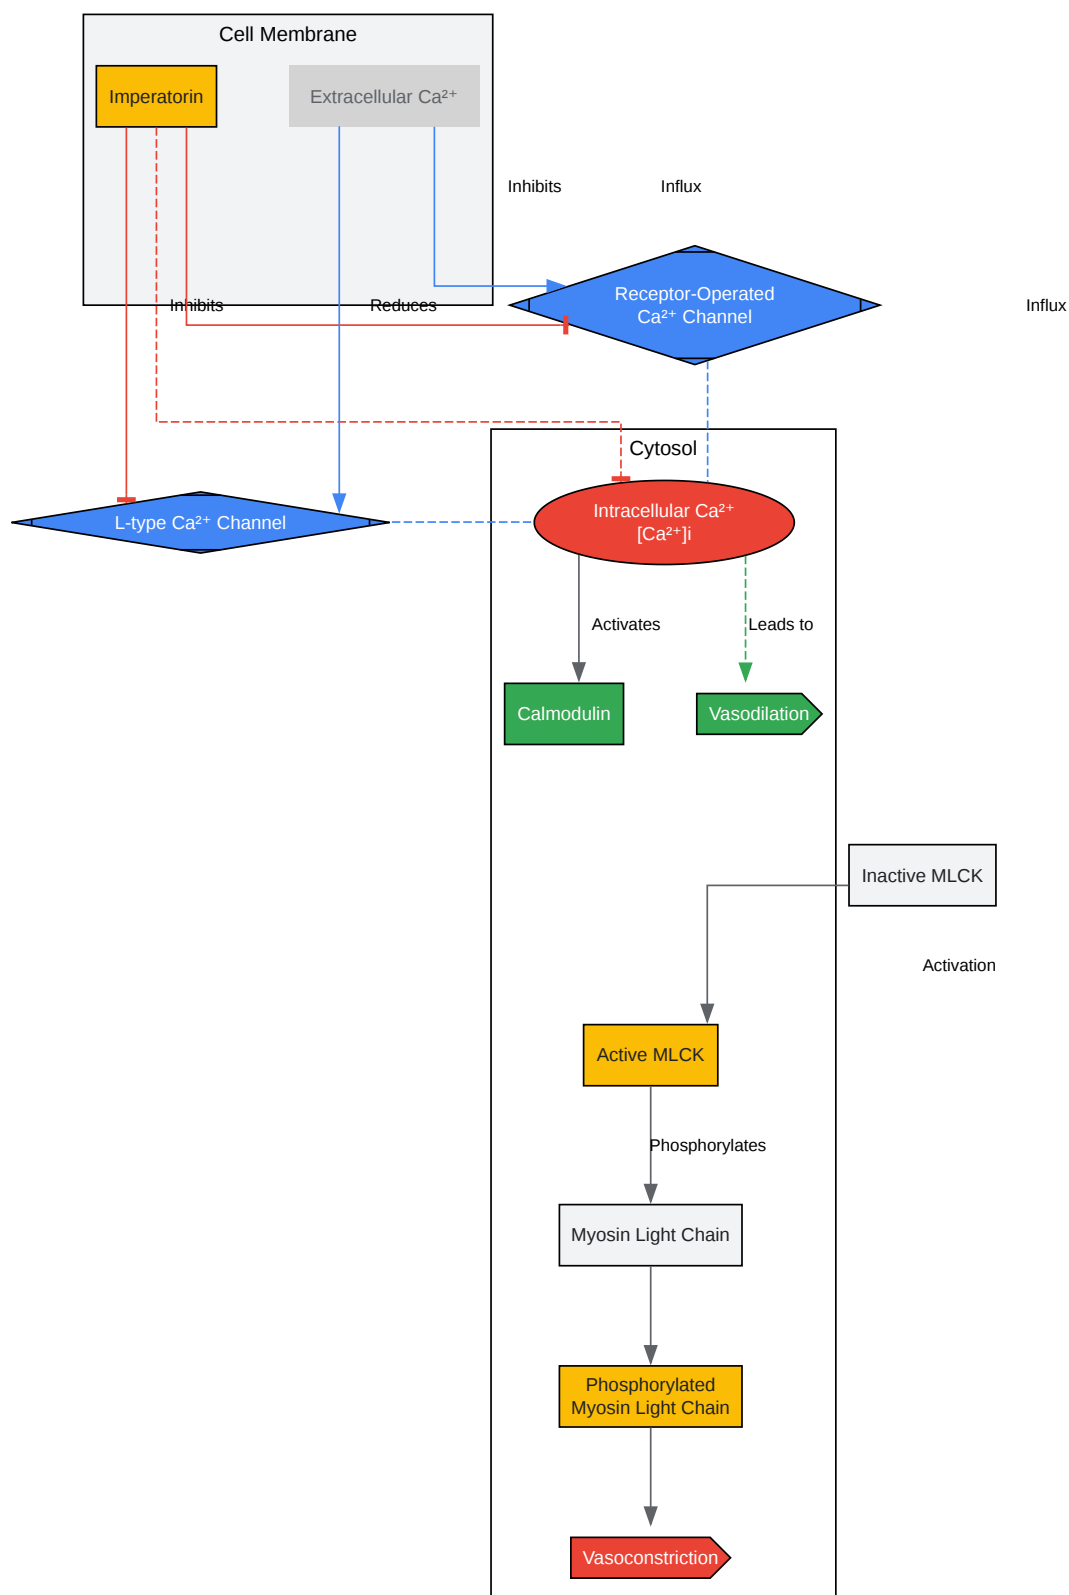 Cell Membrane
Imperatorin
Extracellular Ca²⁺
Inhibits
Influx
Receptor-Operated
Ca²⁺ Channel
Inhibits
Reduces
Influx
Cytosol
L-type Ca²⁺ Channel
Intracellular Ca²⁺
[Ca²⁺]i
Activates
Leads to
Calmodulin
Vasodilation
Inactive MLCK
Activation
Active MLCK
Phosphorylates
Myosin Light Chain
Phosphorylated
Myosin Light Chain
Vasoconstriction